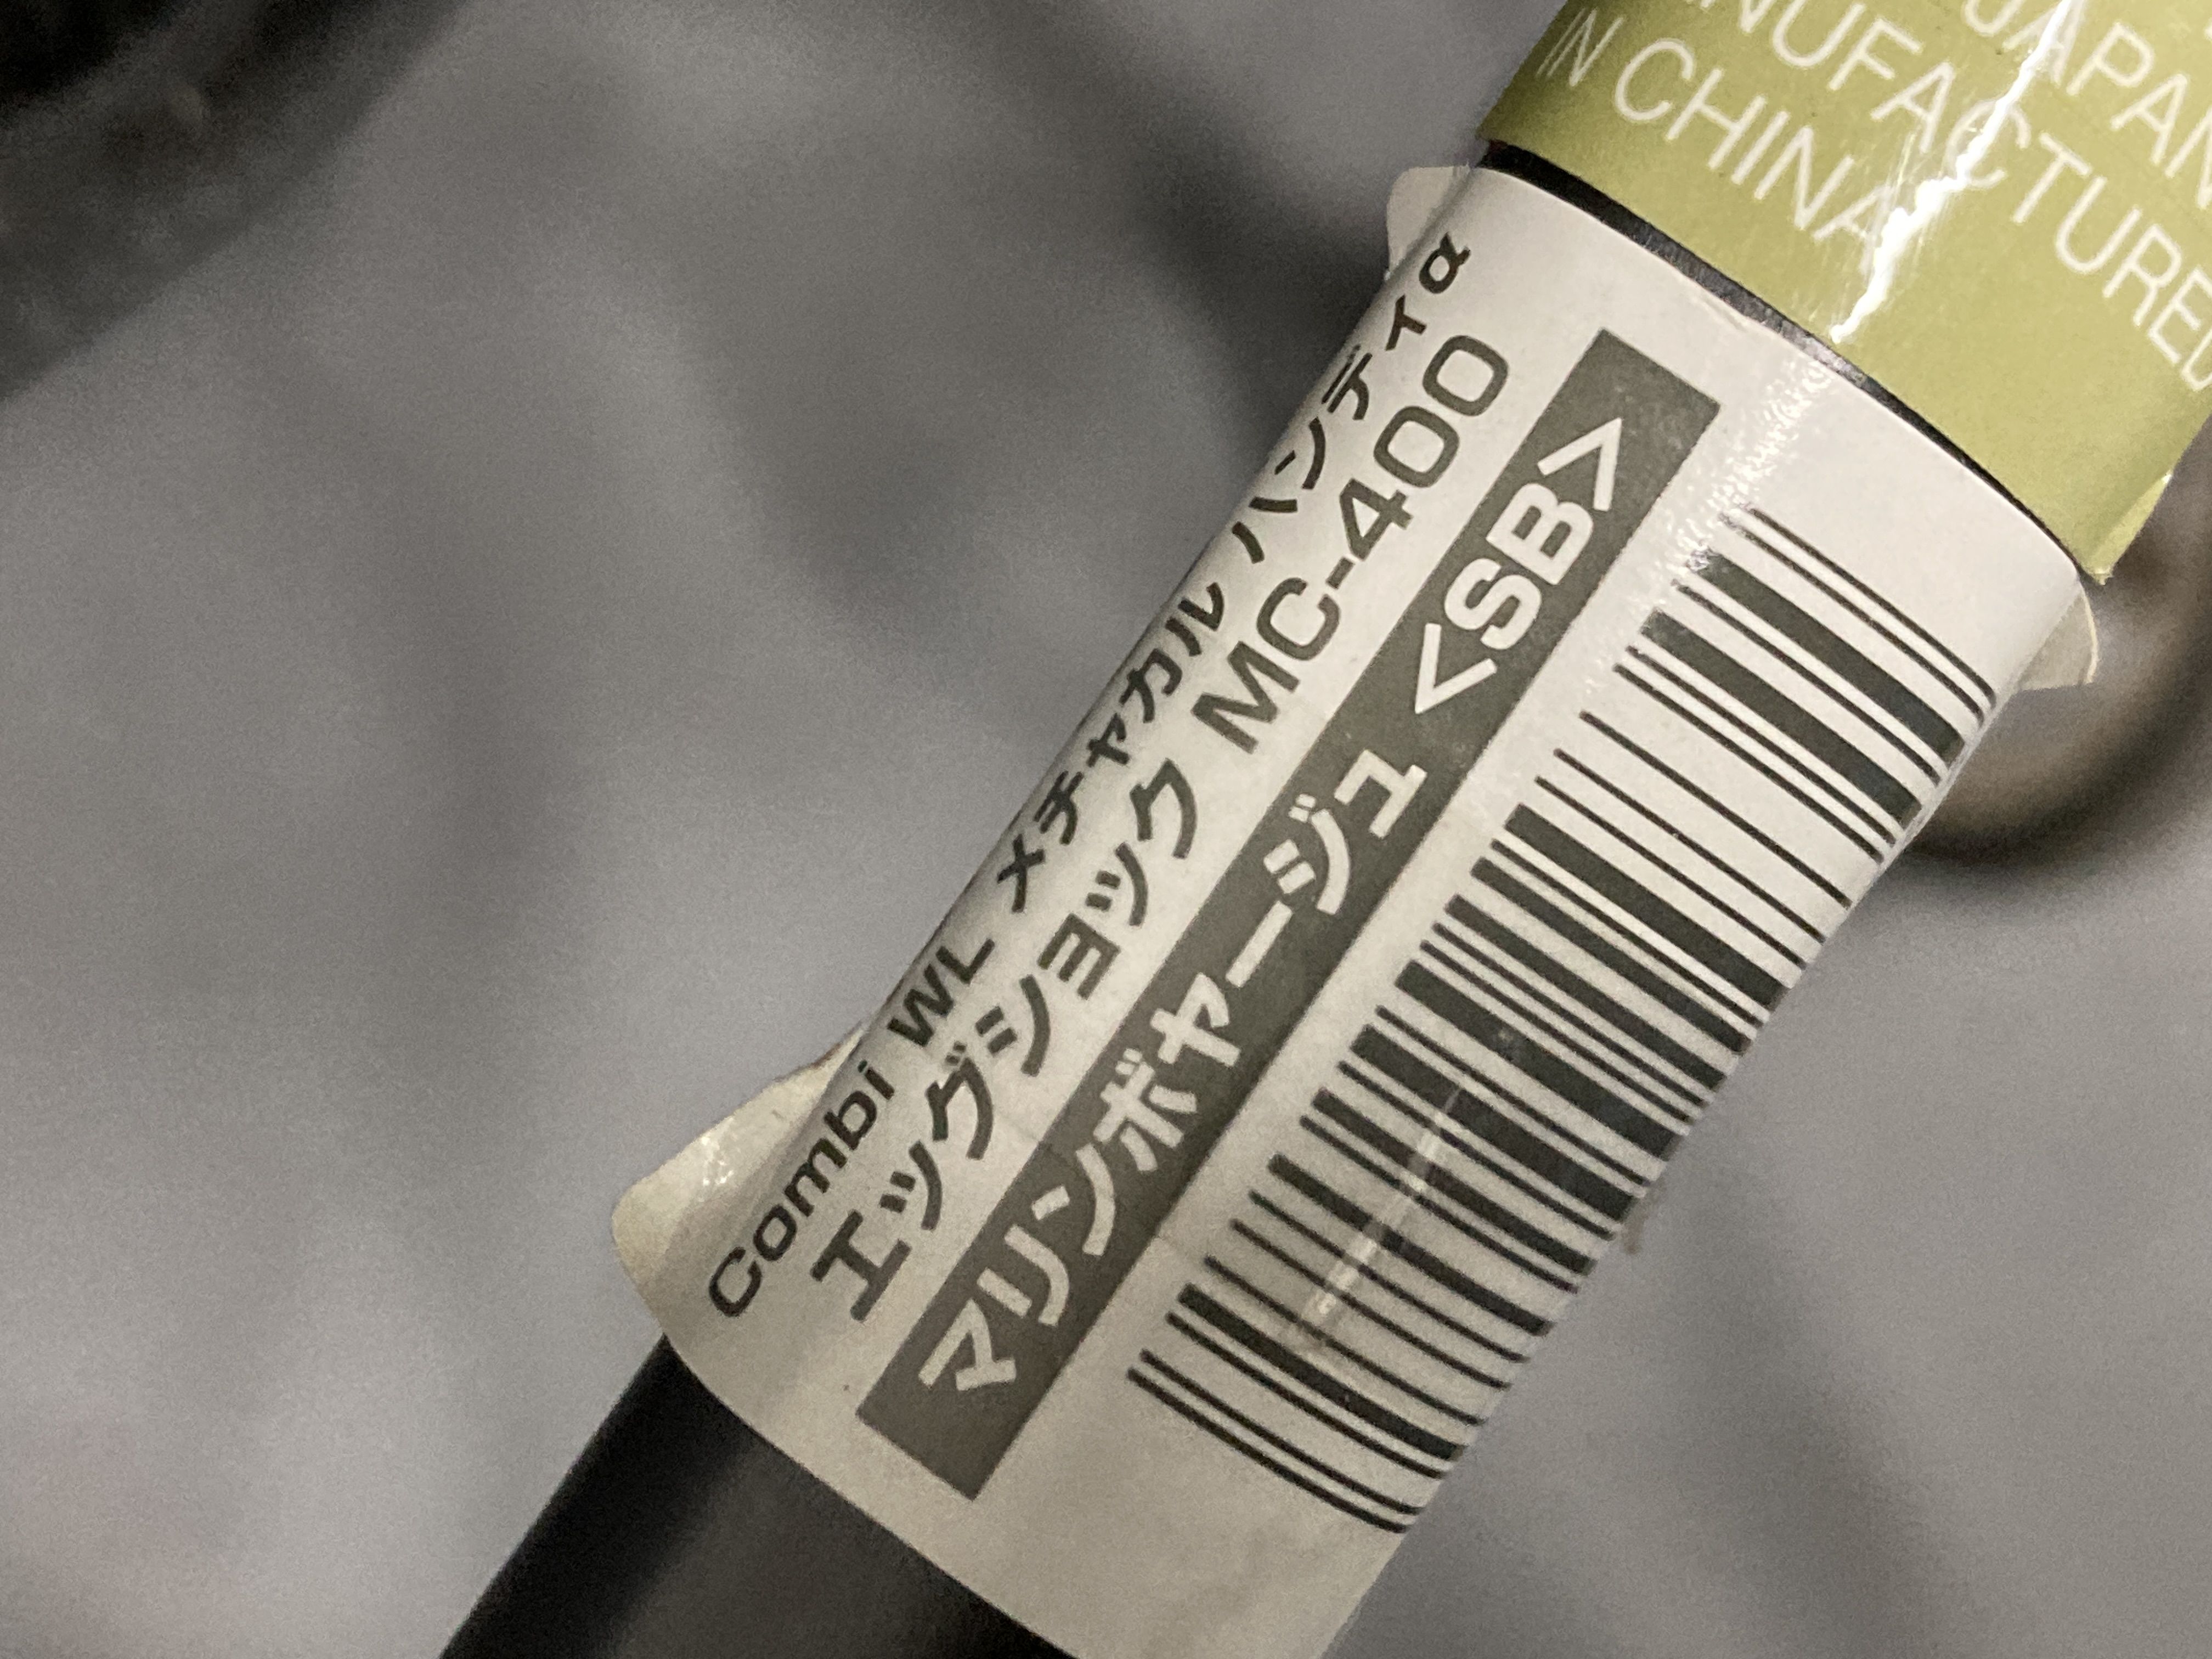 JAPAN
MANUFACTURED
IN CHINA
Combi WL メチャカル ハンディα
エッグショック MC-400
マリンボヤージュ <SB>